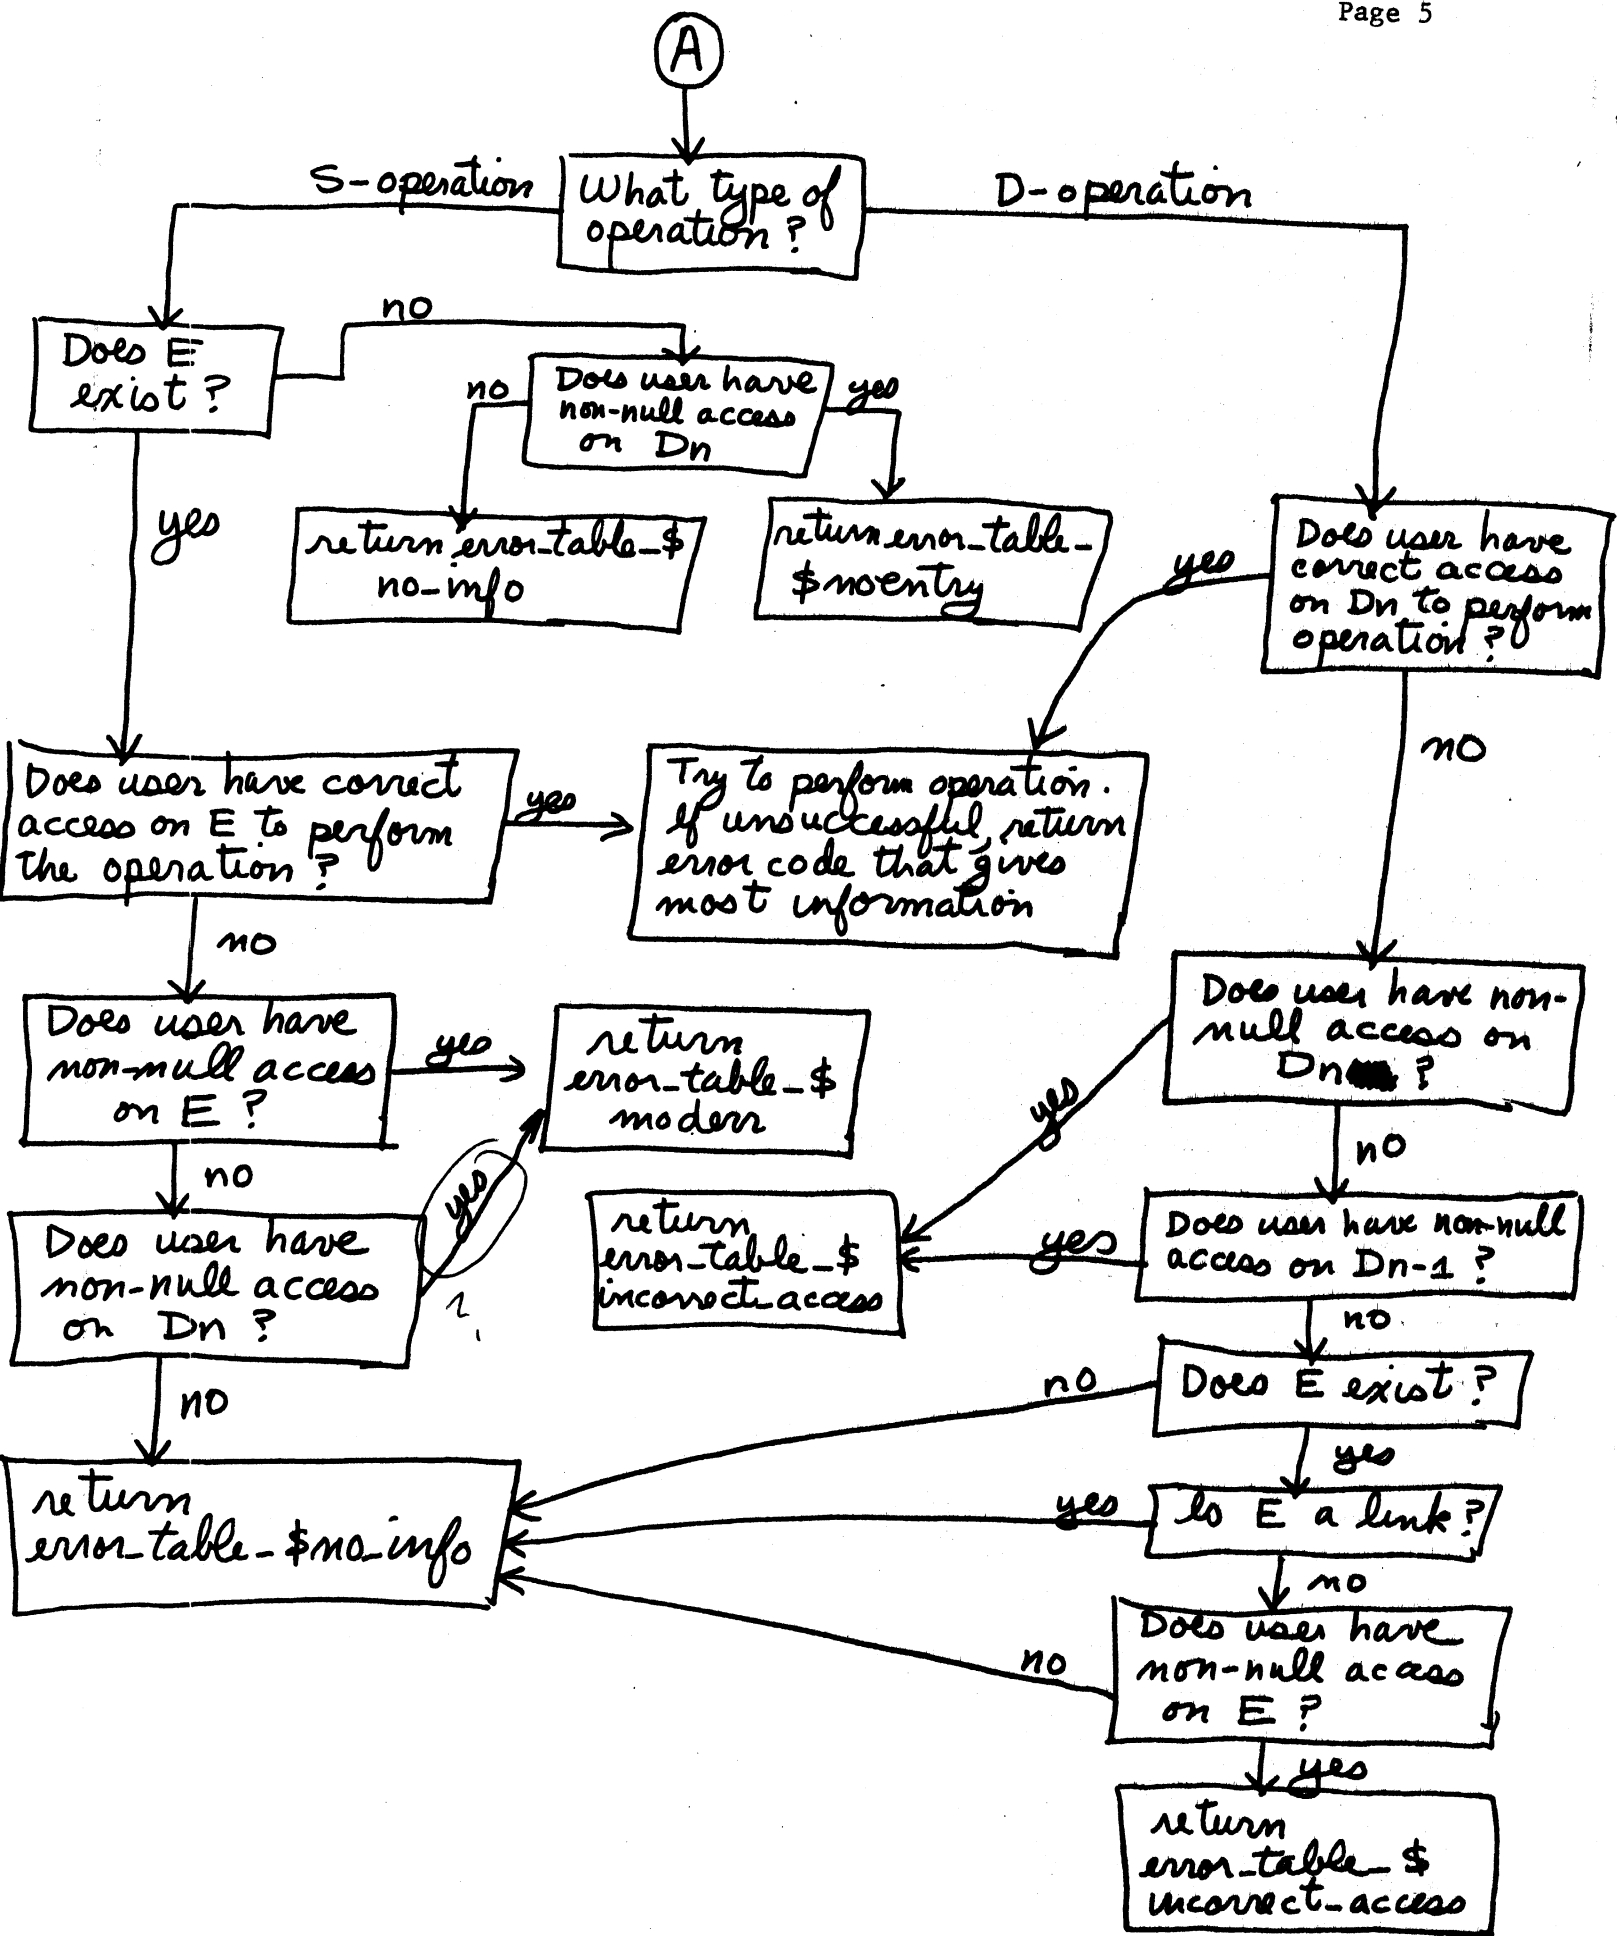 Page 5
A
S-operation
What type of
operation?
D-operation
no
Does E
exist?
no
Does user have
non-null access
on Dn
yes
yes
return error_table_$
no_info
return error_table_
$noentry
yes
Does user have
correct access
on Dn to perform
operation?
no
Does user have correct
access on E to perform
the operation?
yes
Try to perform operation.
If unsuccessful, return
error code that gives
most information
no
Does user have
non-null access
on E?
yes
return
error_table_$
moderr
Does user have non-
null access on
Dn ?
yes
no
no
yes
Does user have
non-null access
on Dn ?
return
error_table_$
incorrect_access
yes
Does user have non-null
access on Dn-1 ?
no
no
no
Does E exist?
yes
return
error_table_$no_info
yes
Is E a link?
no
no
Does user have
non-null access
on E ?
yes
return
error_table_$
incorrect_access